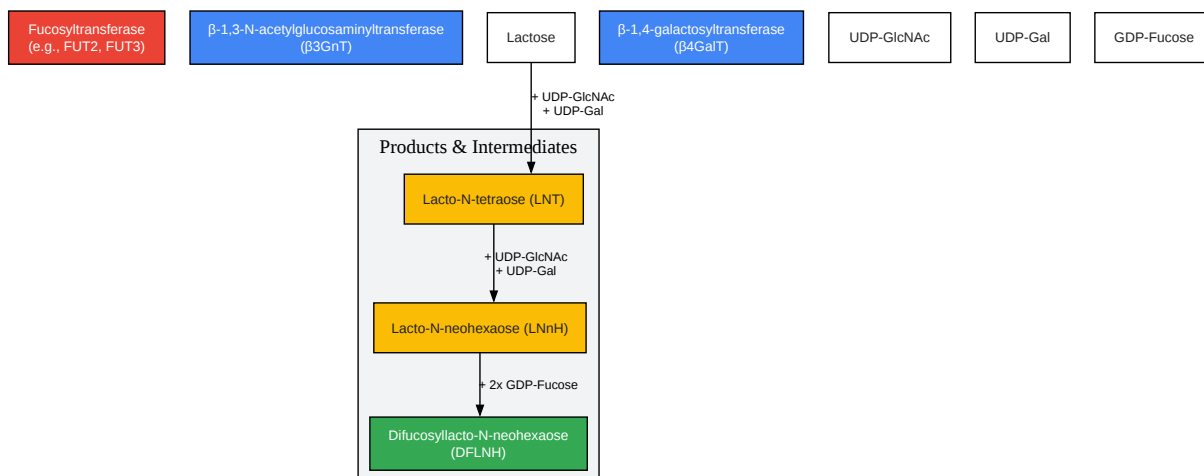 Fucosyltransferase
(e.g., FUT2, FUT3)
β-1,3-N-acetylglucosaminyltransferase
(β3GnT)
Lactose
β-1,4-galactosyltransferase
(β4GalT)
UDP-GlcNAc
UDP-Gal
GDP-Fucose
+ UDP-GlcNAc
+ UDP-Gal
Products & Intermediates
Lacto-N-tetraose (LNT)
+ UDP-GlcNAc
+ UDP-Gal
Lacto-N-neohexaose (LNnH)
+ 2x GDP-Fucose
Difucosyllacto-N-neohexaose
(DFLNH)